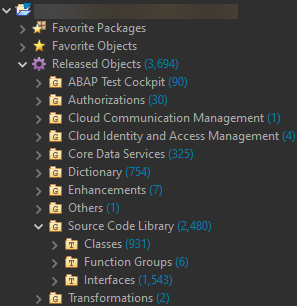 Favorite Packages
Favorite Objects
Released Objects (3,694)
ABAP Test Cockpit (90)
Authorizations (30)
Cloud Communication Management (1)
Cloud Identity and Access Management (4)
Core Data Services (325)
Dictionary (754)
Enhancements (7)
Others (1)
Source Code Library (2,480)
Classes (931)
Function Groups (6)
Interfaces (1,543)
Transformations (2)